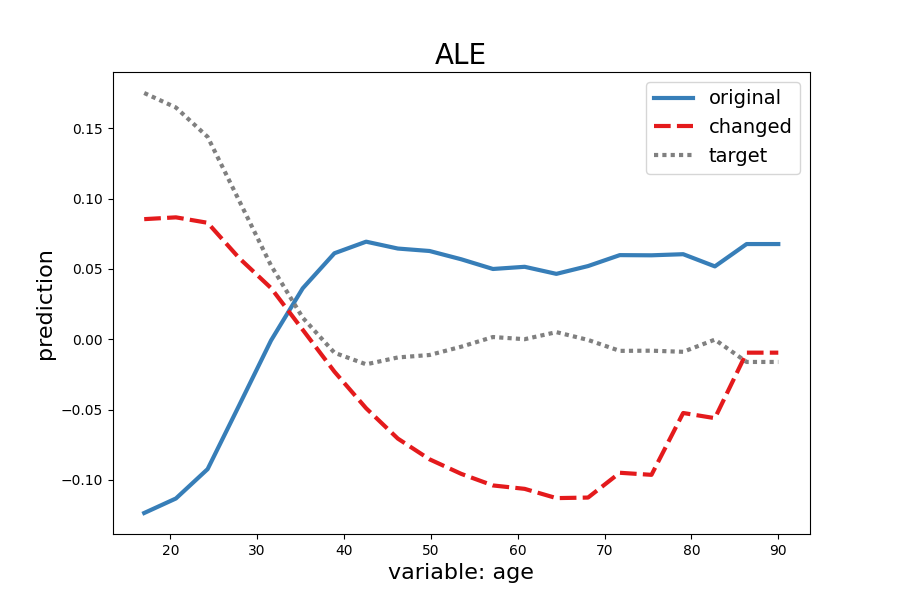 ALE
original
changed
target
prediction
0.15
0.10
0.05
0.00
−0.05
−0.10
20 30 40 50 60 70 80 90
variable: age